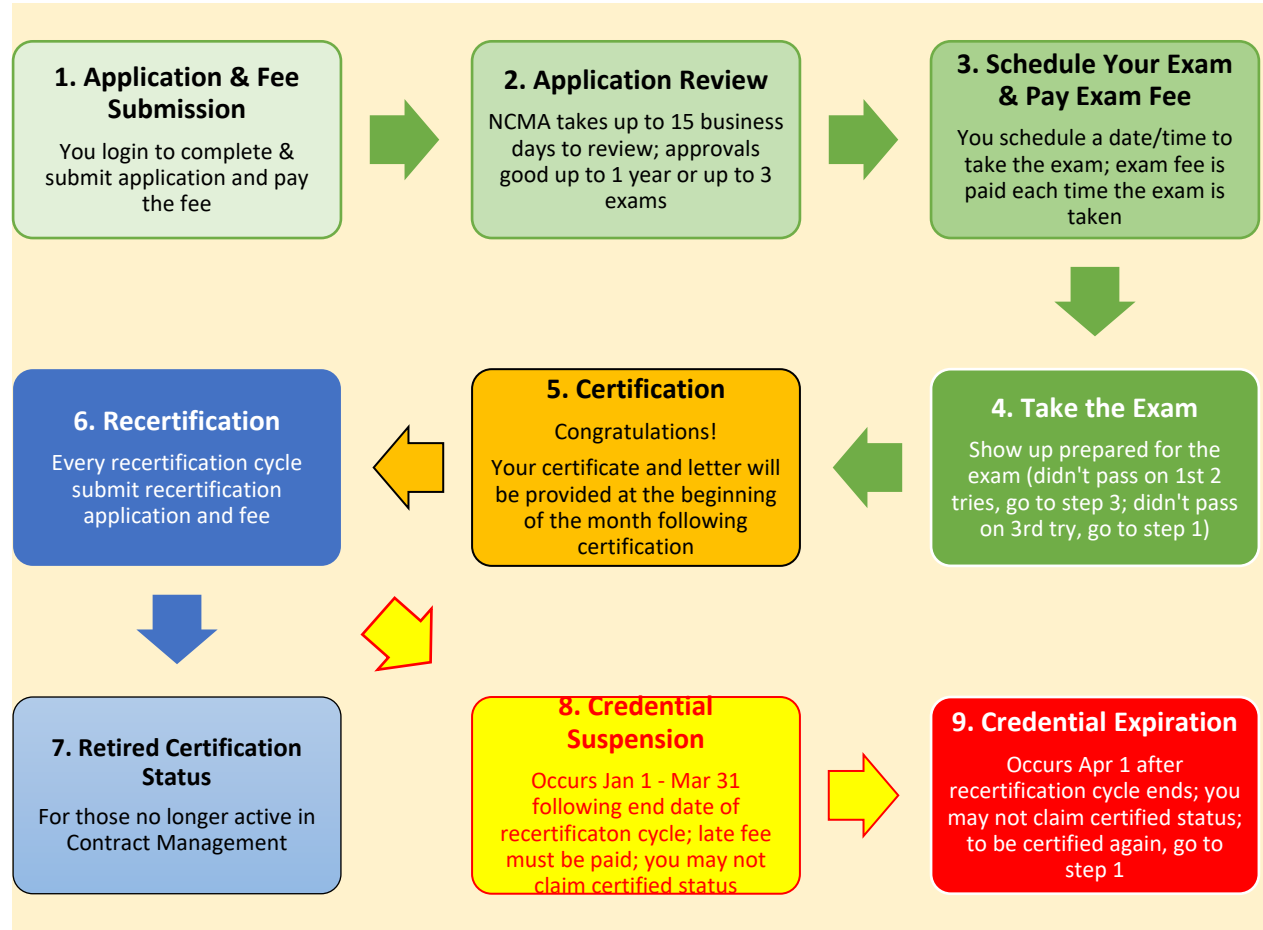 1. Application & Fee
Submission
You login to complete &
submit application and pay
the fee
2. Application Review
NCMA takes up to 15 business
days to review; approvals
good up to 1 year or up to 3
exams
3. Schedule Your Exam
& Pay Exam Fee
You schedule a date/time to
take the exam; exam fee is
paid each time the exam is
taken
4. Take the Exam
Show up prepared for the
exam (didn't pass on 1st 2
tries, go to step 3; didn't pass
on 3rd try, go to step 1)
5. Certification
Congratulations!
Your certificate and letter will
be provided at the beginning
of the month following
certification
6. Recertification
Every recertification cycle
submit recertification
application and fee
7. Retired Certification
Status
For those no longer active in
Contract Management
8. Credential
Suspension
Occurs Jan 1 - Mar 31
following end date of
recertificaton cycle; late fee
must be paid; you may not
claim certified status
9. Credential Expiration
Occurs Apr 1 after
recertification cycle ends; you
may not claim certified status;
to be certified again, go to
step 1